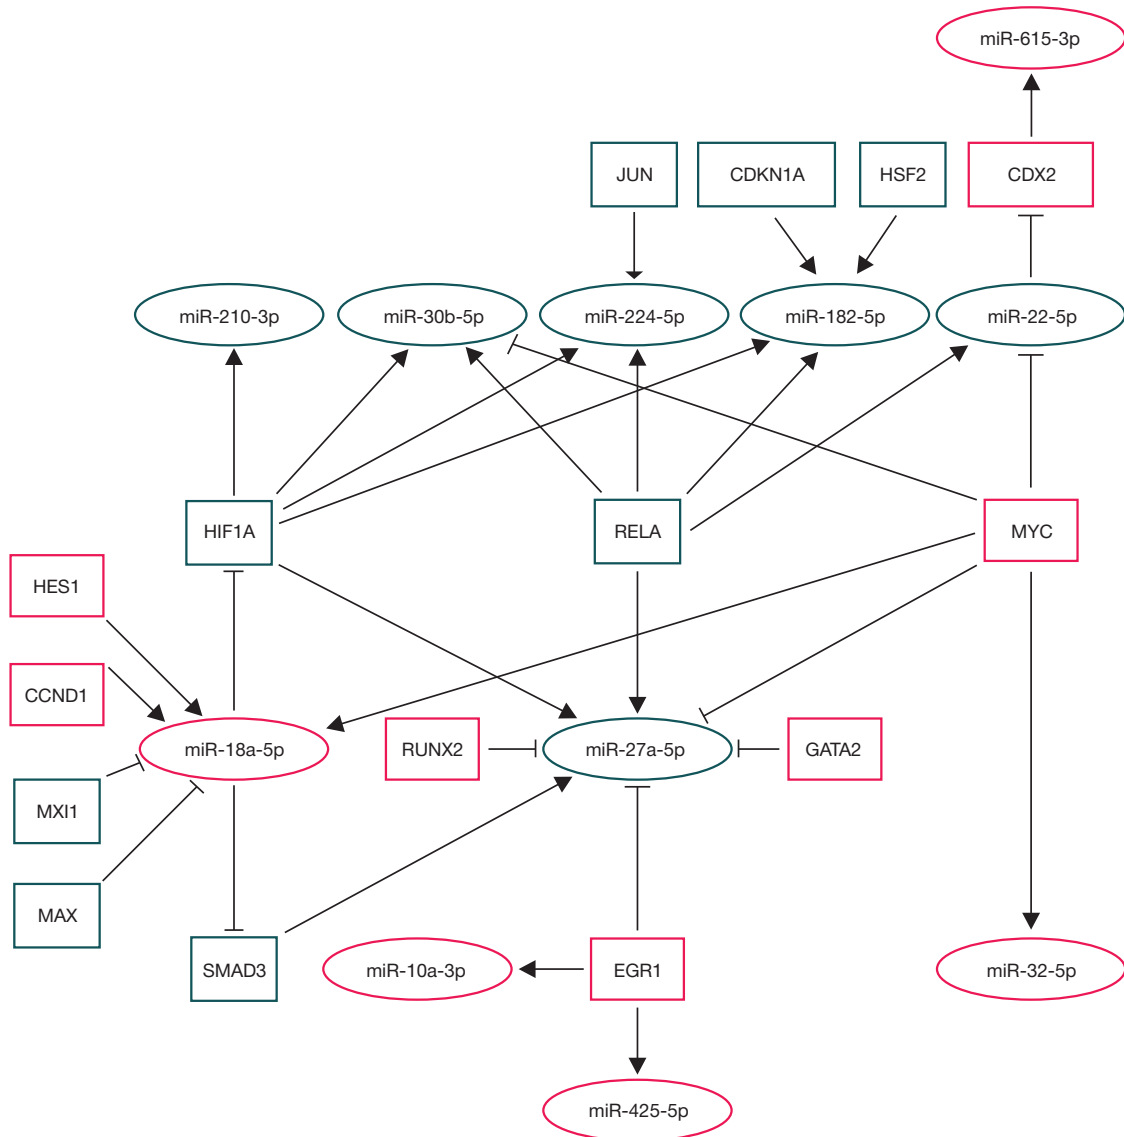 miR-615-3p
JUN
CDKN1A
HSF2
CDX2
miR-210-3p
miR-30b-5p
miR-224-5p
miR-182-5p
miR-22-5p
HIF1A
RELA
MYC
HES1
CCND1
miR-18a-5p
RUNX2
miR-27a-5p
GATA2
MXI1
MAX
SMAD3
miR-10a-3p
EGR1
miR-32-5p
miR-425-5p